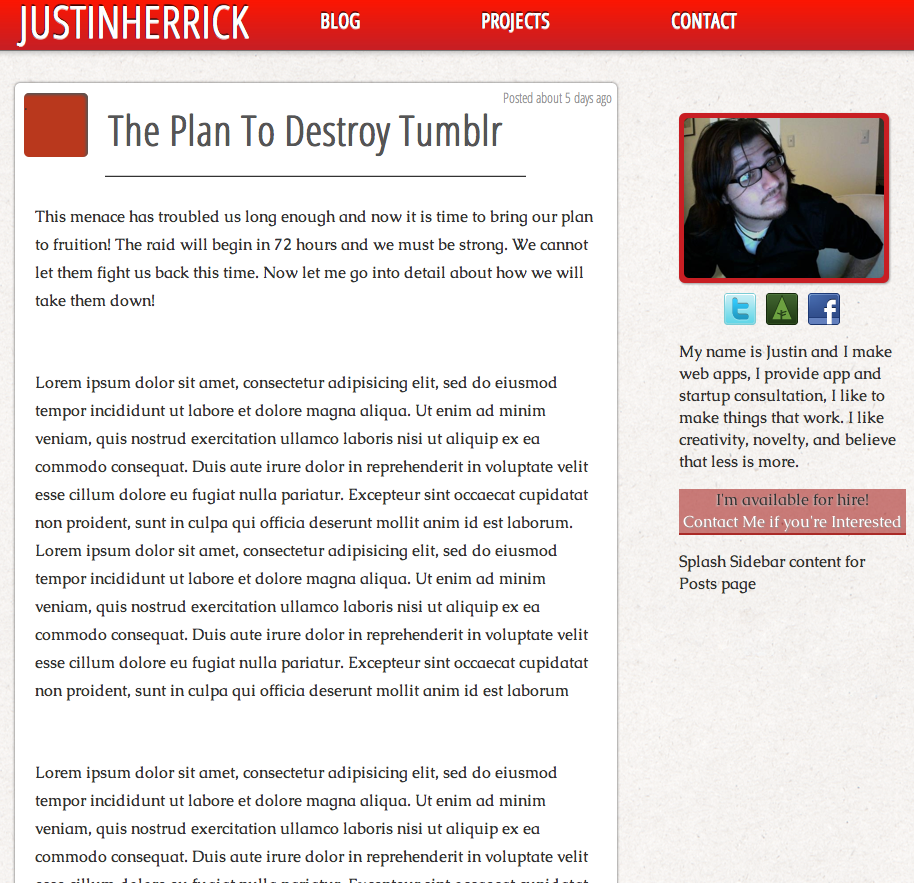 JUSTINHERRICK
BLOG
PROJECTS
CONTACT
Posted about 5 days ago
The Plan To Destroy Tumblr
This menace has troubled us long enough and now it is time to bring our plan
to fruition! The raid will begin in 72 hours and we must be strong. We cannot
let them fight us back this time. Now let me go into detail about how we will
take them down!
Lorem ipsum dolor sit amet, consectetur adipisicing elit, sed do eiusmod
tempor incididunt ut labore et dolore magna aliqua. Ut enim ad minim
veniam, quis nostrud exercitation ullamco laboris nisi ut aliquip ex ea
commodo consequat. Duis aute irure dolor in reprehenderit in voluptate velit
esse cillum dolore eu fugiat nulla pariatur. Excepteur sint occaecat cupidatat
non proident, sunt in culpa qui officia deserunt mollit anim id est laborum.
Lorem ipsum dolor sit amet, consectetur adipisicing elit, sed do eiusmod
tempor incididunt ut labore et dolore magna aliqua. Ut enim ad minim
veniam, quis nostrud exercitation ullamco laboris nisi ut aliquip ex ea
commodo consequat. Duis aute irure dolor in reprehenderit in voluptate velit
esse cillum dolore eu fugiat nulla pariatur. Excepteur sint occaecat cupidatat
non proident, sunt in culpa qui officia deserunt mollit anim id est laborum
Lorem ipsum dolor sit amet, consectetur adipisicing elit, sed do eiusmod
tempor incididunt ut labore et dolore magna aliqua. Ut enim ad minim
veniam, quis nostrud exercitation ullamco laboris nisi ut aliquip ex ea
commodo consequat. Duis aute irure dolor in reprehenderit in voluptate velit
My name is Justin and I make
web apps, I provide app and
startup consultation, I like to
make things that work. I like
creativity, novelty, and believe
that less is more.
I'm available for hire!
Contact Me if you're Interested
Splash Sidebar content for
Posts page